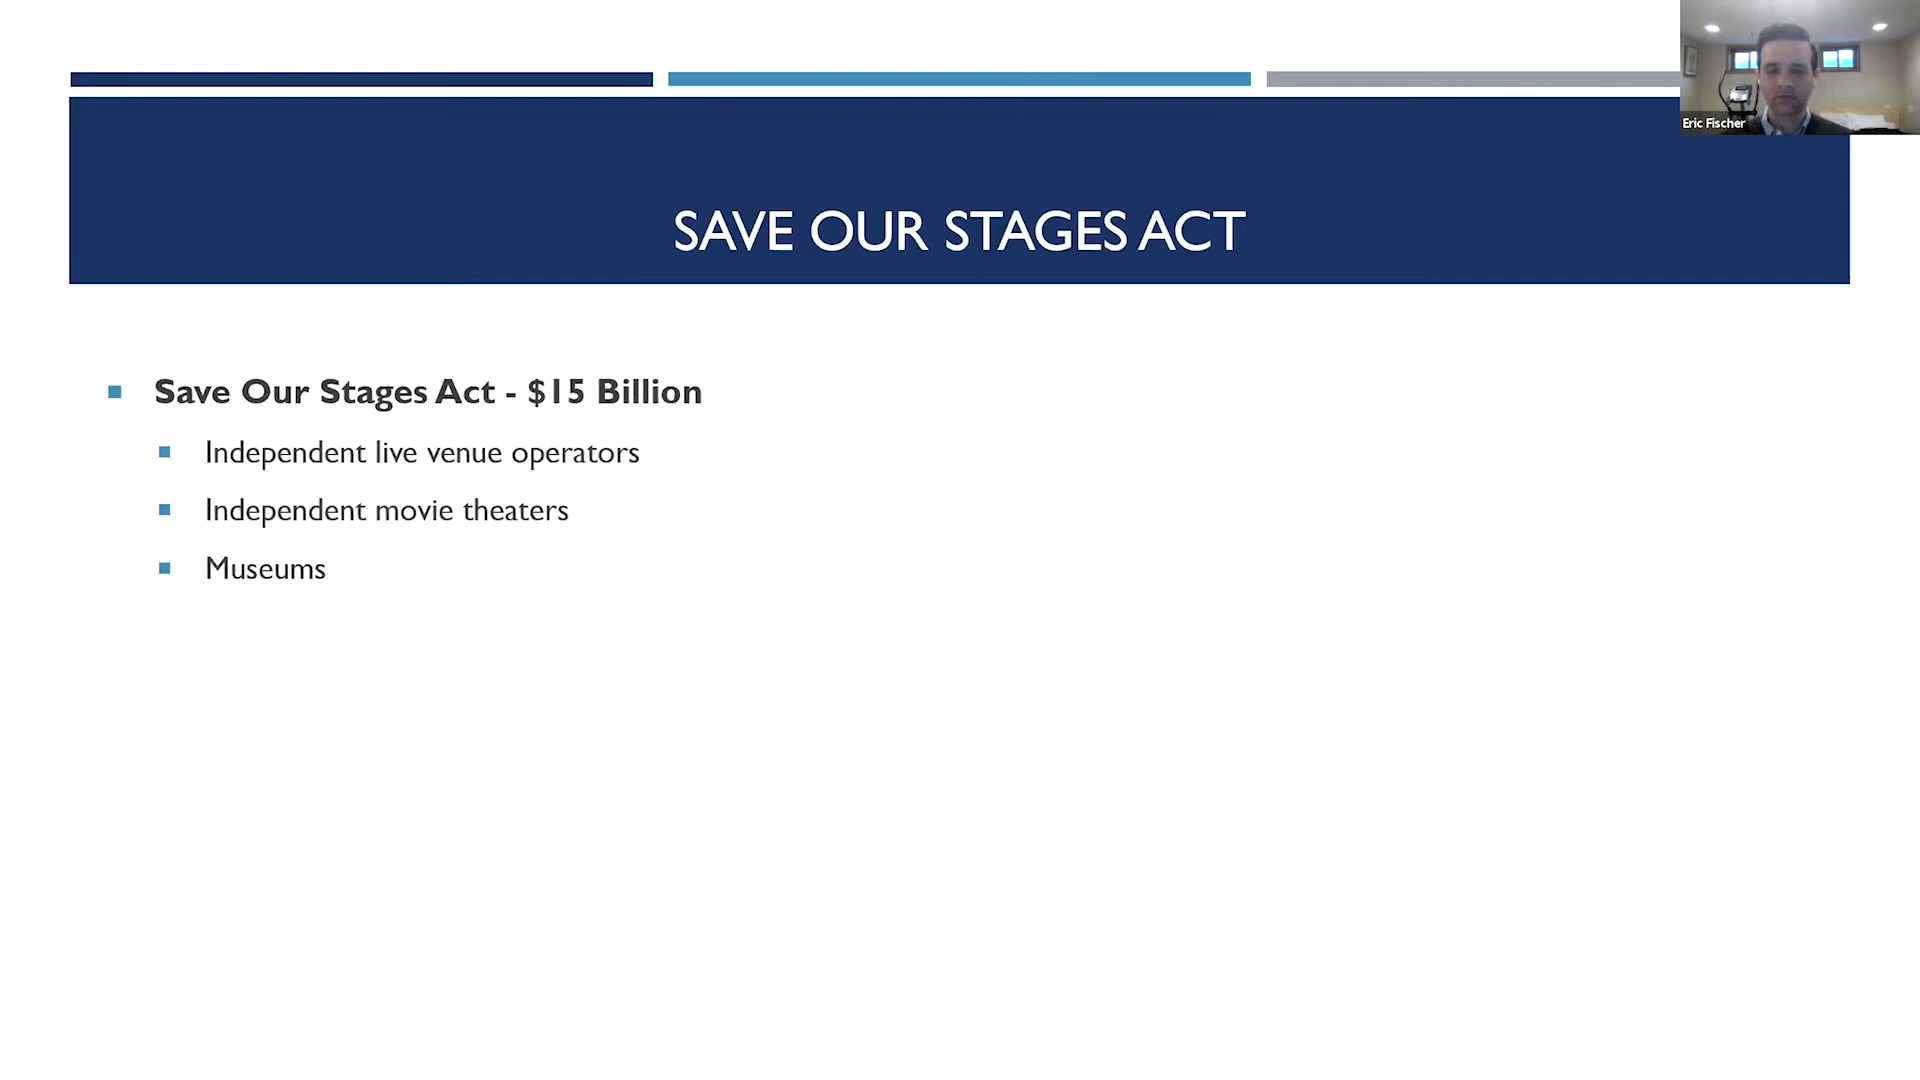 Eric Fischer
SAVE OUR STAGES ACT
Save Our Stages Act - $15 Billion
Independent live venue operators
Independent movie theaters
Museums